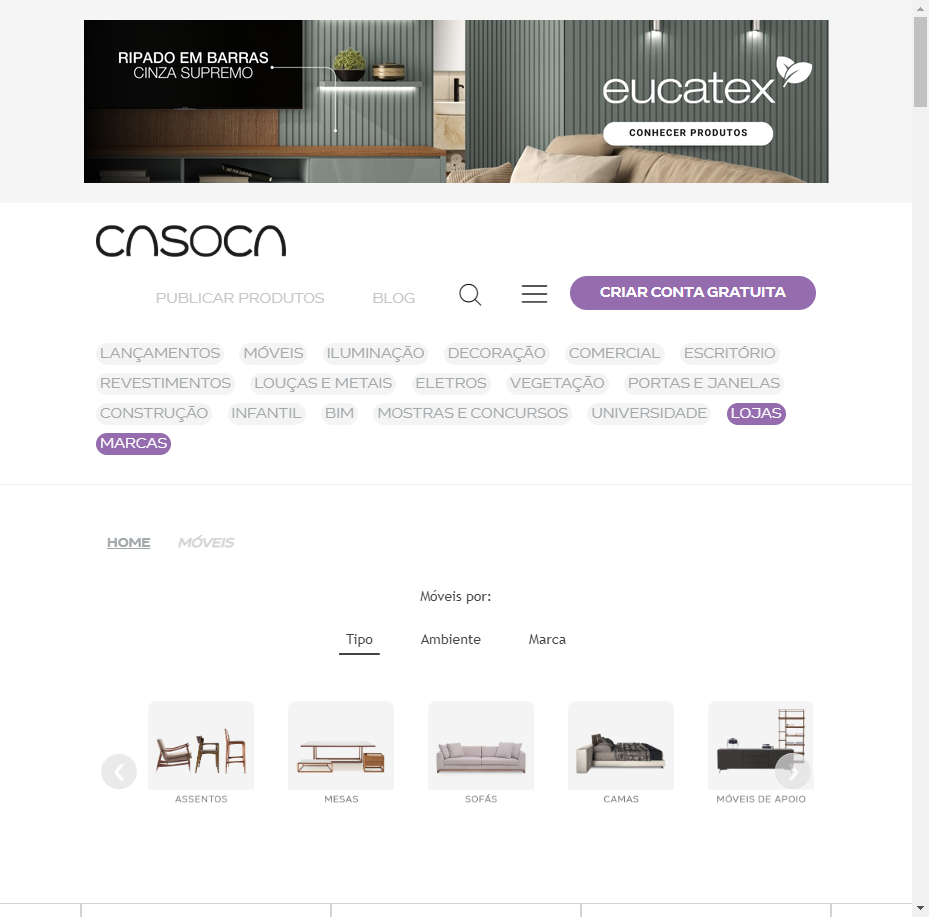 RIPADO EM BARRAS
CINZA SUPREMO
eucatex
CONHECER PRODUTOS
CASOCA
PUBLICAR PRODUTOS BLOG CRIAR CONTA GRATUITA
LANÇAMENTOS MÓVEIS ILUMINAÇÃO DECORAÇÃO COMERCIAL ESCRITÓRIO
REVESTIMENTOS LOUÇAS E METAIS ELETROS VEGETAÇÃO PORTAS E JANELAS
CONSTRUÇÃO INFANTIL BIM MOSTRAS E CONCURSOS UNIVERSIDADE LOJAS
MARCAS
HOME MÓVEIS
Móveis por:
Tipo Ambiente Marca
ASSENTOS MESAS SOFÁS CAMAS MÓVEIS DE APOIO